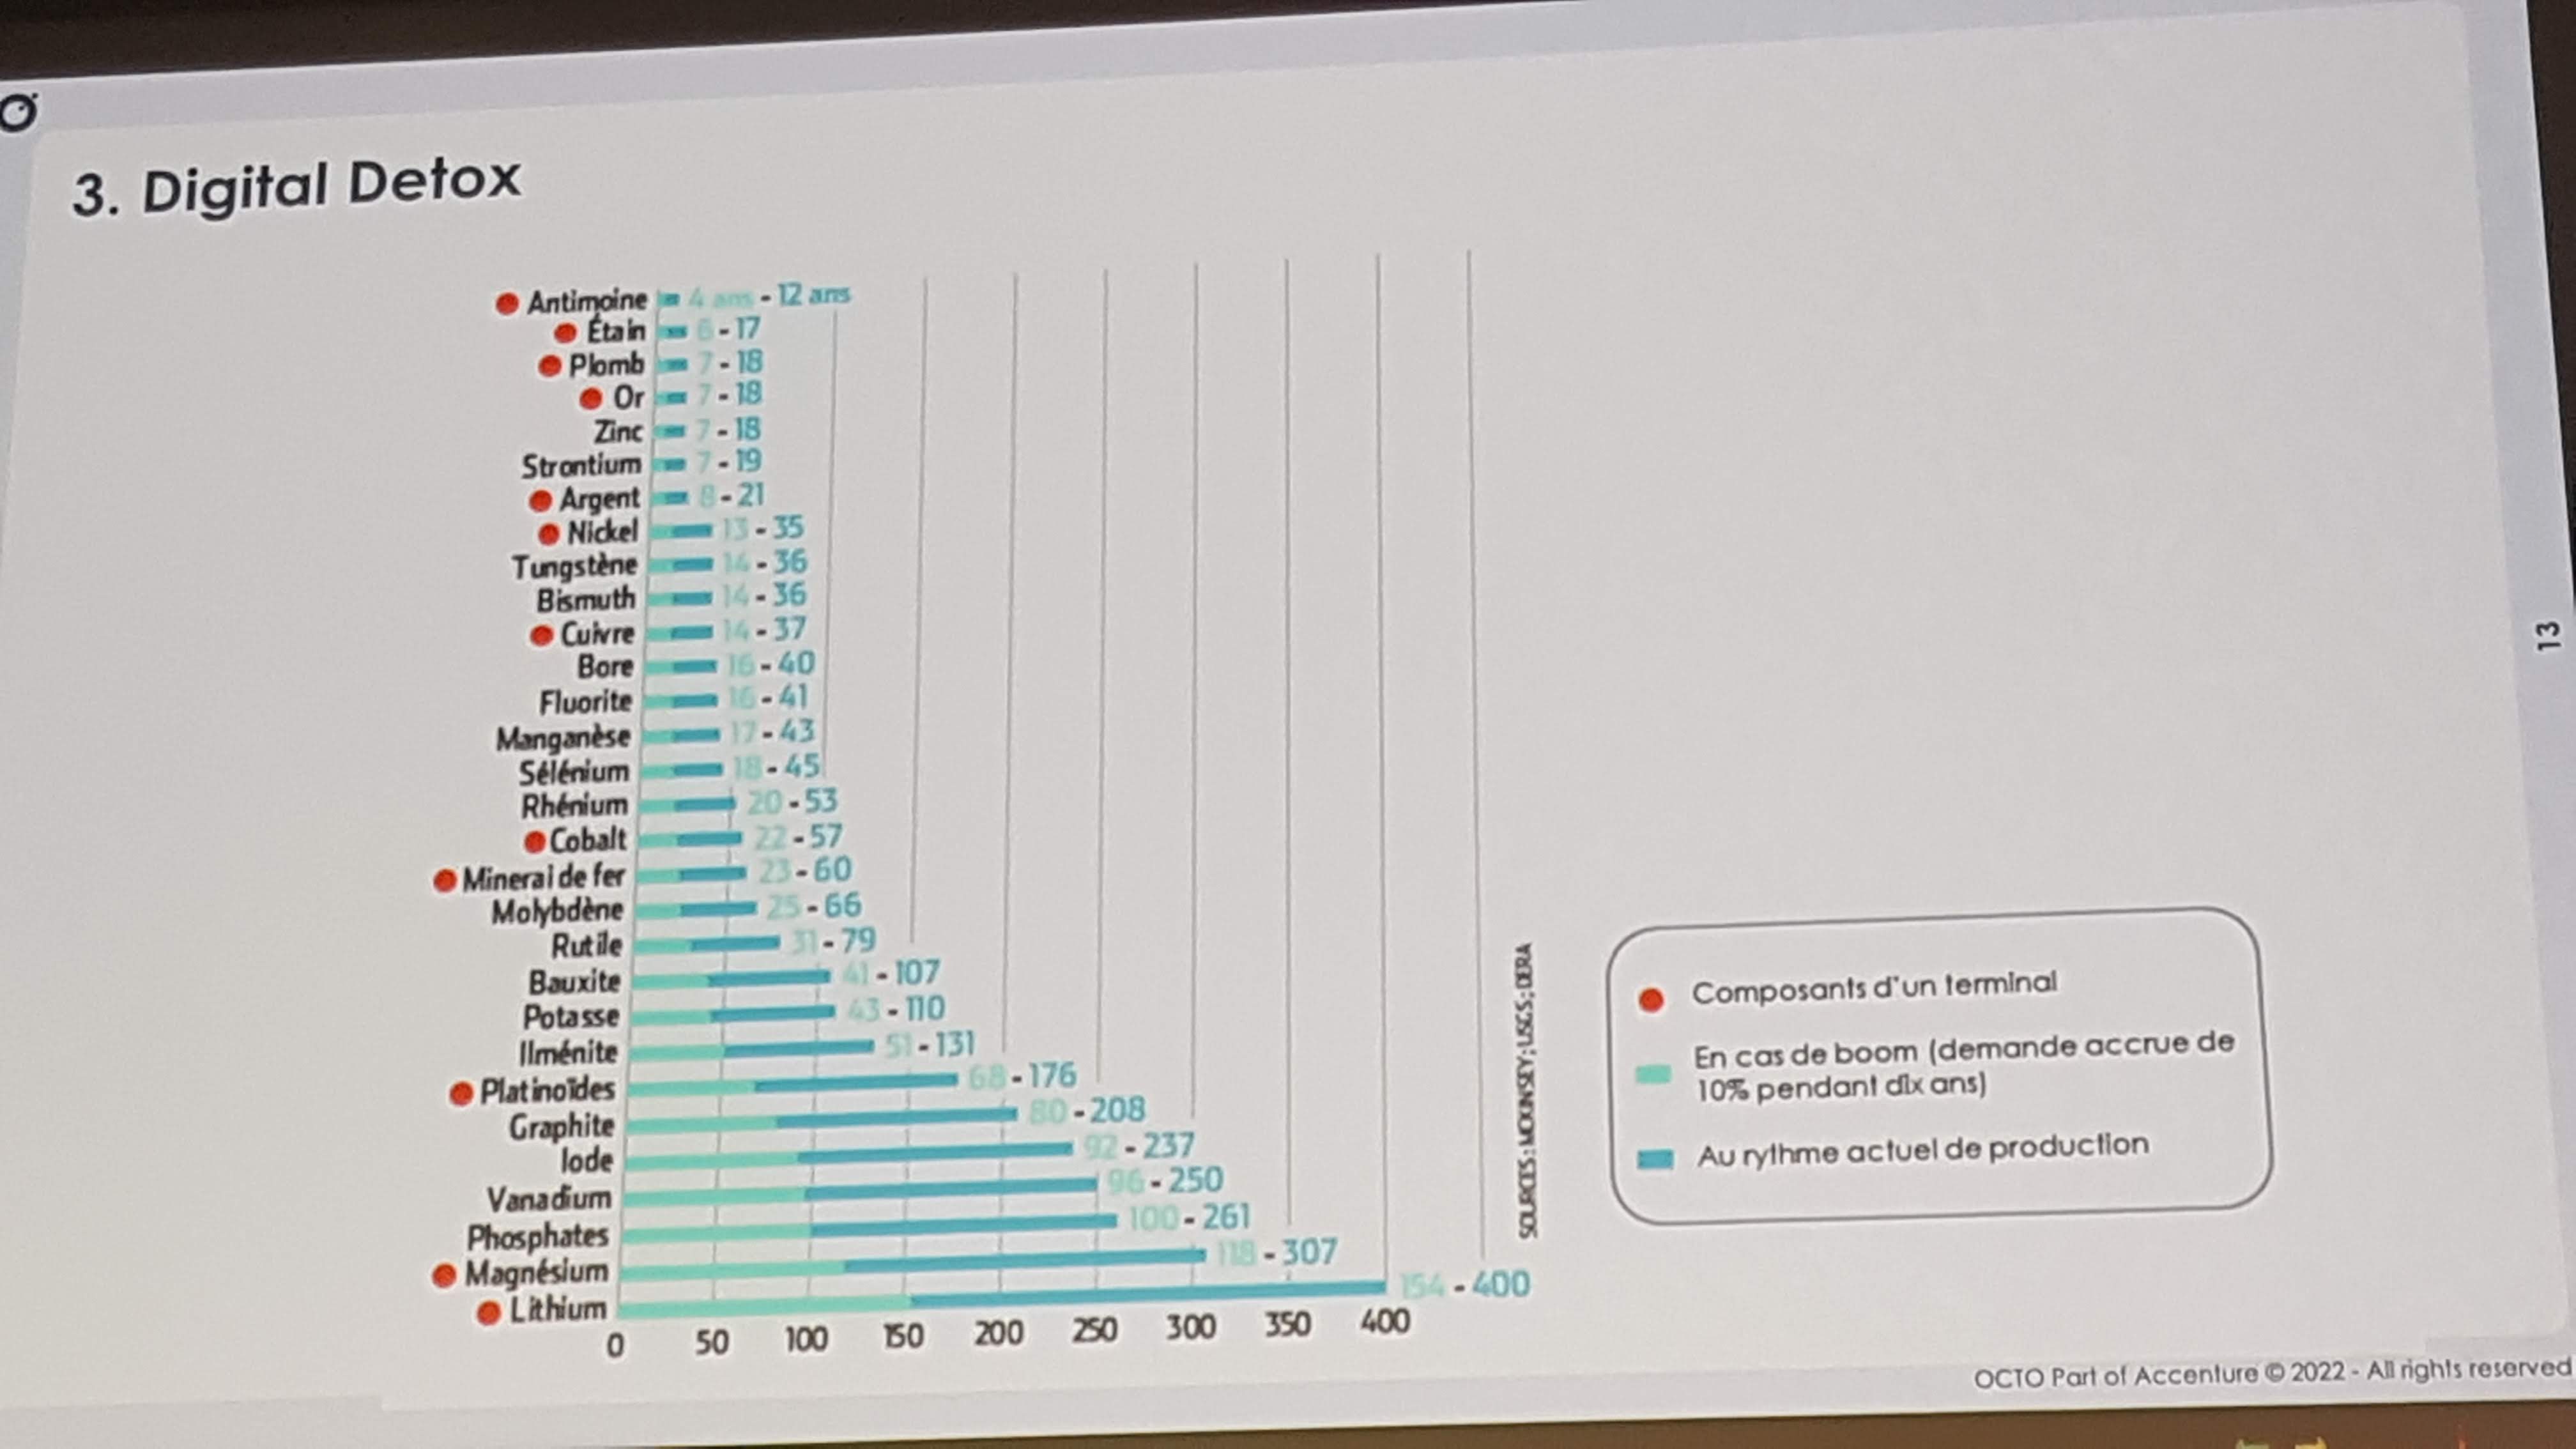 3. Digital Detox
Antimoine 4 ans - 12 ans
Étain 6 - 17
Plomb 7 - 18
Or 7 - 18
Zinc 7 - 18
Strontium 7 - 19
Argent 8 - 21
Nickel 13 - 35
Tungstène 14 - 36
Bismuth 14 - 36
Cuivre 14 - 37
Bore 16 - 40
Fluorite 16 - 41
Manganèse 17 - 43
Sélénium 18 - 45
Rhénium 20 - 53
Cobalt 22 - 57
Minerai de fer 23 - 60
Molybdène 25 - 66
Rutile 31 - 79
Bauxite 41 - 107
Potasse 43 - 110
Ilménite 51 - 131
Platinoïdes 68 - 176
Graphite 80 - 208
Iode 92 - 237
Vanadium 96 - 250
Phosphates 100 - 261
Magnésium 118 - 307
Lithium 154 - 400
0 50 100 150 200 250 300 350 400
SOURCES : MCKINSEY ; USGS ; DERA
Composants d'un terminal
En cas de boom (demande accrue de
10% pendant dix ans)
Au rythme actuel de production
13
OCTO Part of Accenture © 2022 - All rights reserved